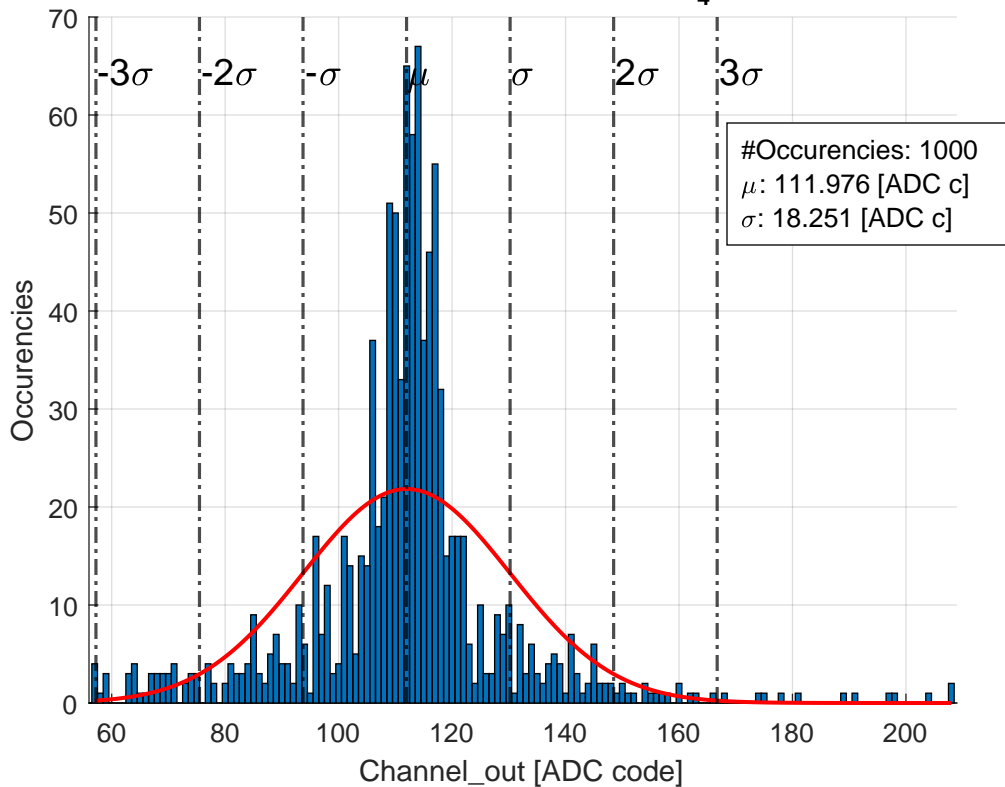 4
70
60
50
40
30
20
10
0
-3σ -2σ -σ μ σ 2σ 3σ
#Occurencies: 1000
μ: 111.976 [ADC c]
σ: 18.251 [ADC c]
Occurencies
60 80 100 120 140 160 180 200
Channel_out [ADC code]